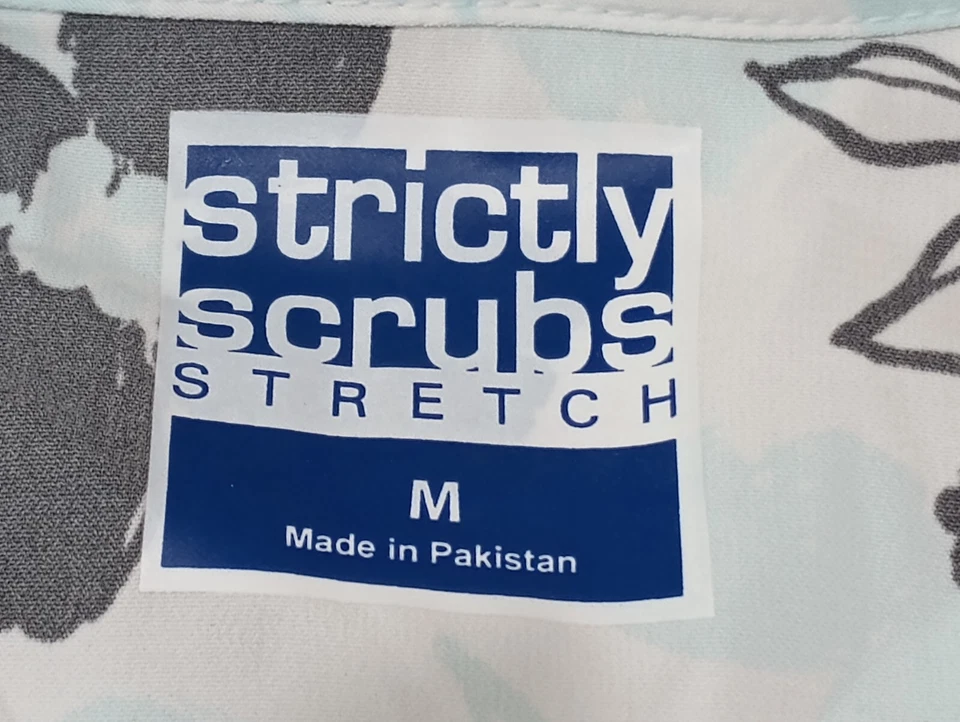 strictly
scrubs
STRETCH
M
Made in Pakistan